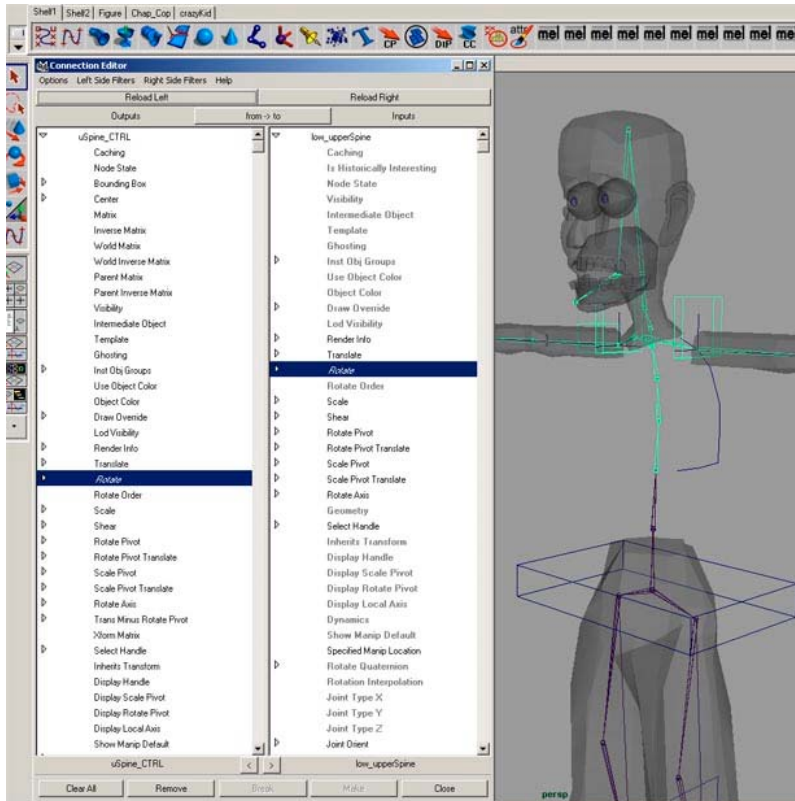 Shelf1 Shelf2 Figure Chap_Cop crazyKid
CP DIP CC attr mel mel mel mel mel mel mel mel mel mel
Connection Editor
Options Left Side Filters Right Side Filters Help
Reload Left Reload Right
Outputs from -> to Inputs
uSpine_CTRL
Caching
Node State
Bounding Box
Center
Matrix
Inverse Matrix
World Matrix
World Inverse Matrix
Parent Matrix
Parent Inverse Matrix
Visibility
Intermediate Object
Template
Ghosting
Inst Obj Groups
Use Object Color
Object Color
Draw Override
Lod Visibility
Render Info
Translate
Rotate
Rotate Order
Scale
Shear
Rotate Pivot
Rotate Pivot Translate
Scale Pivot
Scale Pivot Translate
Rotate Axis
Trans Minus Rotate Pivot
Xform Matrix
Select Handle
Inherits Transform
Display Handle
Display Scale Pivot
Display Rotate Pivot
Display Local Axis
Show Manip Default
low_upperSpine
Caching
Is Historically Interesting
Node State
Visibility
Intermediate Object
Template
Ghosting
Inst Obj Groups
Use Object Color
Object Color
Draw Override
Lod Visibility
Render Info
Translate
Rotate
Rotate Order
Scale
Shear
Rotate Pivot
Rotate Pivot Translate
Scale Pivot
Scale Pivot Translate
Rotate Axis
Geometry
Select Handle
Inherits Transform
Display Handle
Display Scale Pivot
Display Rotate Pivot
Display Local Axis
Dynamics
Show Manip Default
Specified Manip Location
Rotate Quaternion
Rotation Interpolation
Joint Type X
Joint Type Y
Joint Type Z
Joint Orient
uSpine_CTRL < > low_upperSpine
Clear All Remove Break Make Close
persp